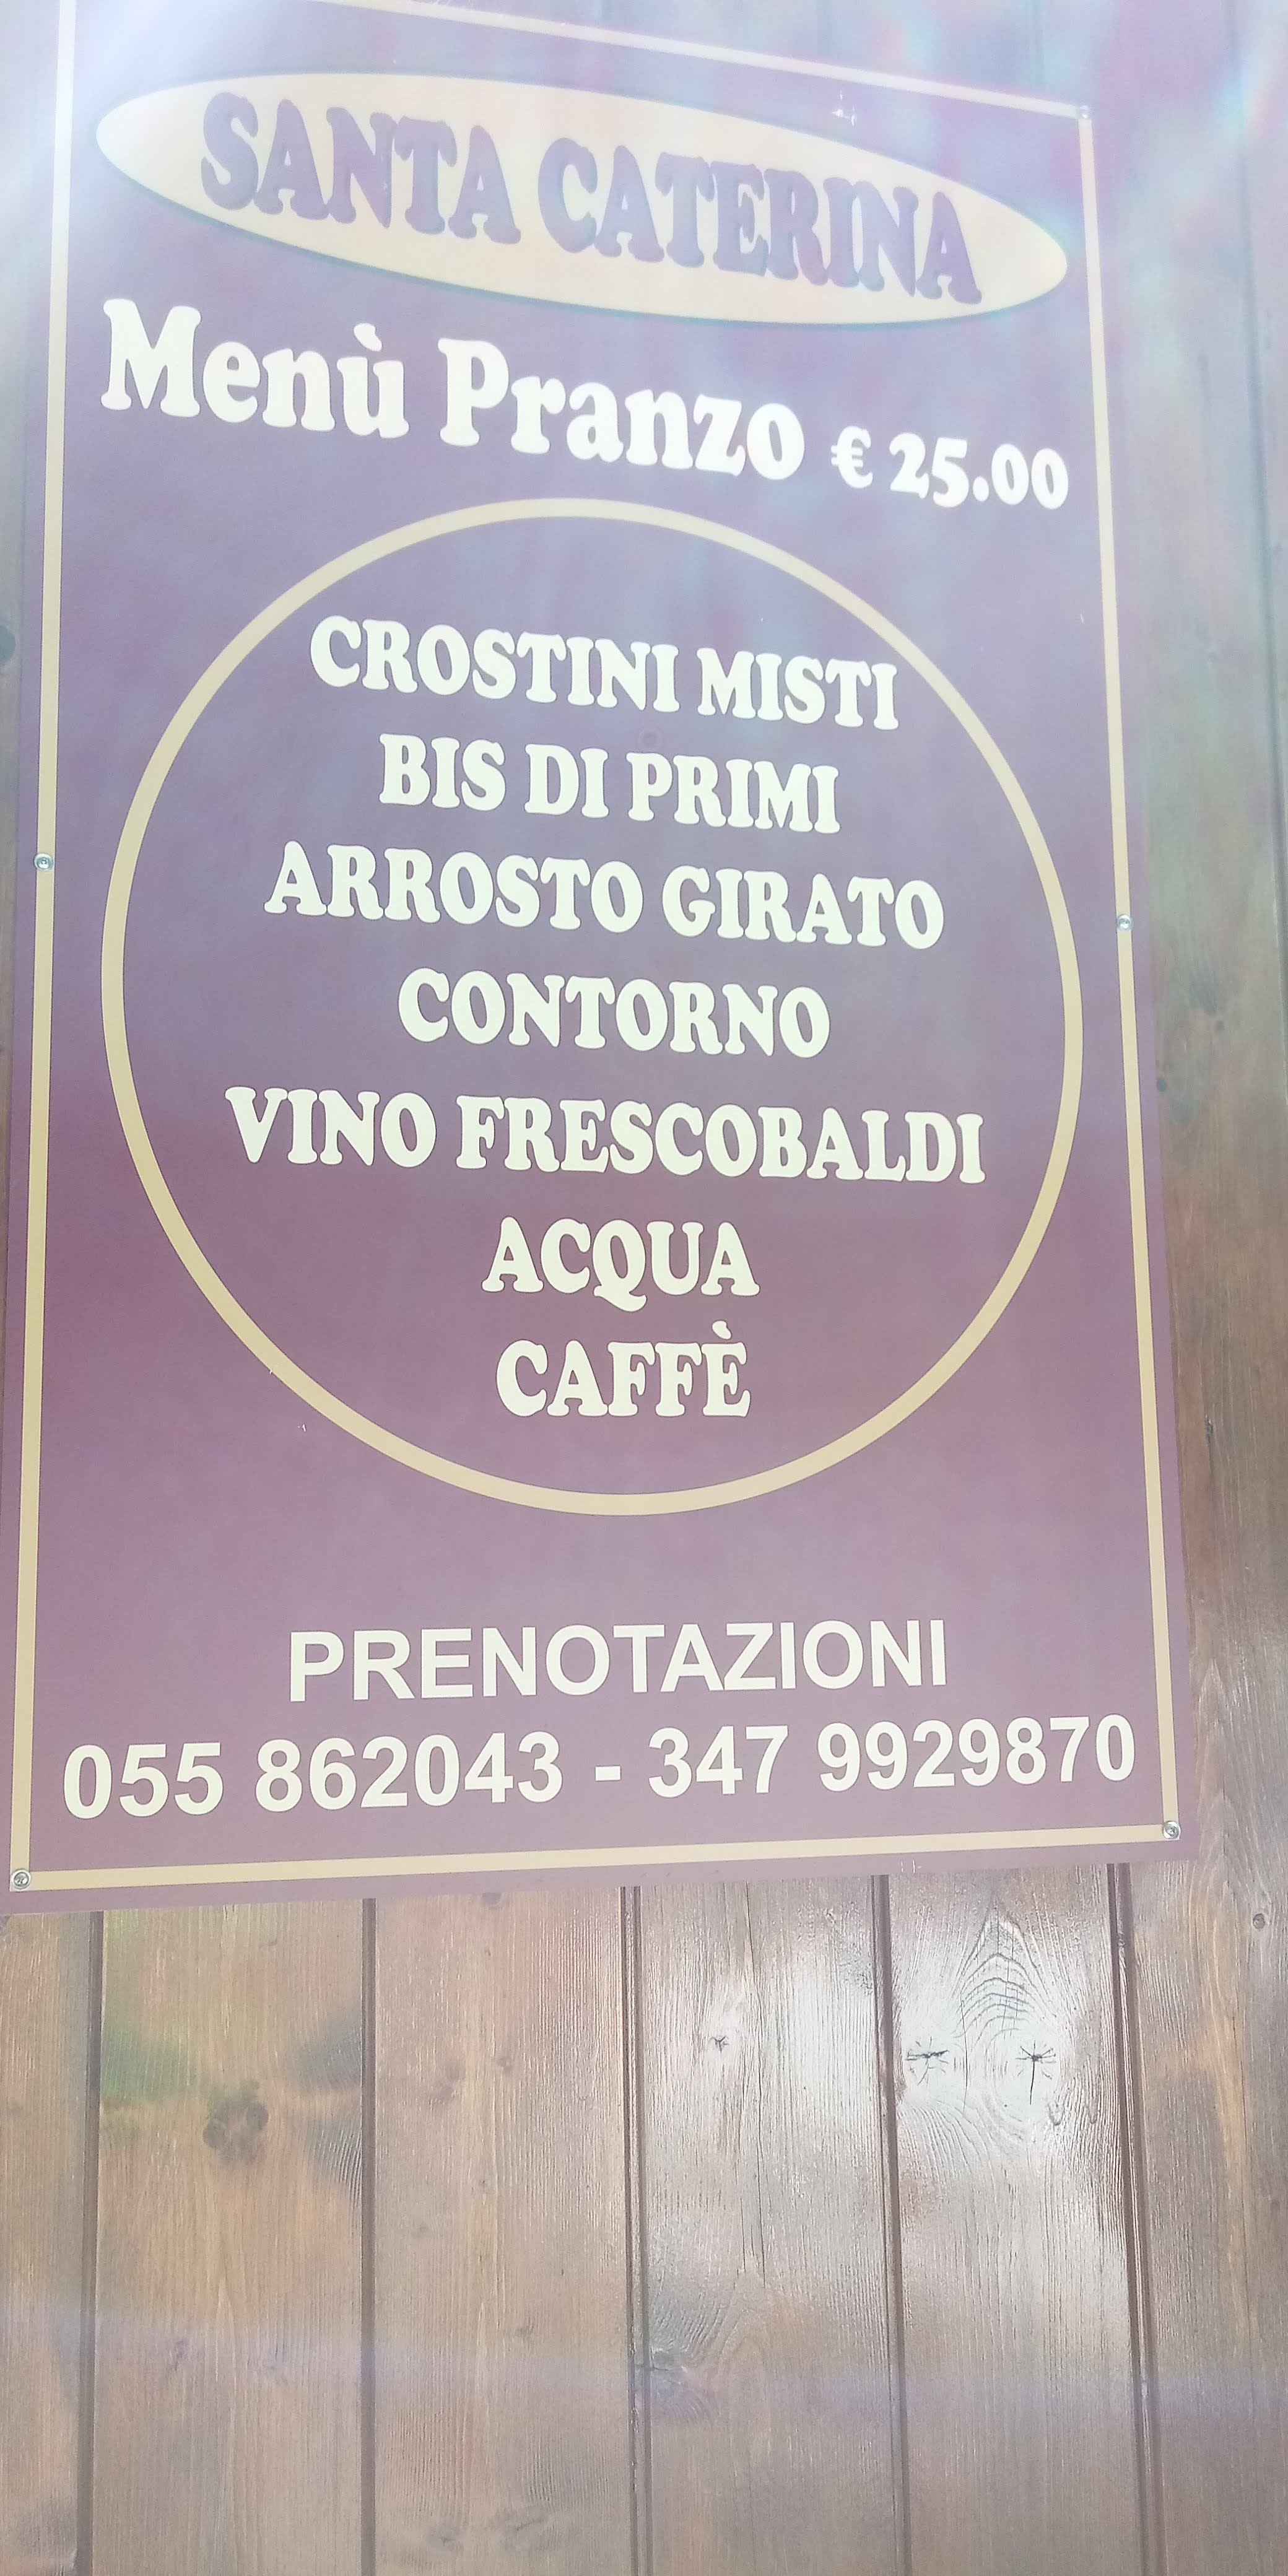 SANTA CATERINA
Menù Pranzo € 25.00
CROSTINI MISTI
BIS DI PRIMI
ARROSTO GIRATO
CONTORNO
VINO FRESCOBALDI
ACQUA
CAFFÈ
PRENOTAZIONI
055 862043 - 347 9929870